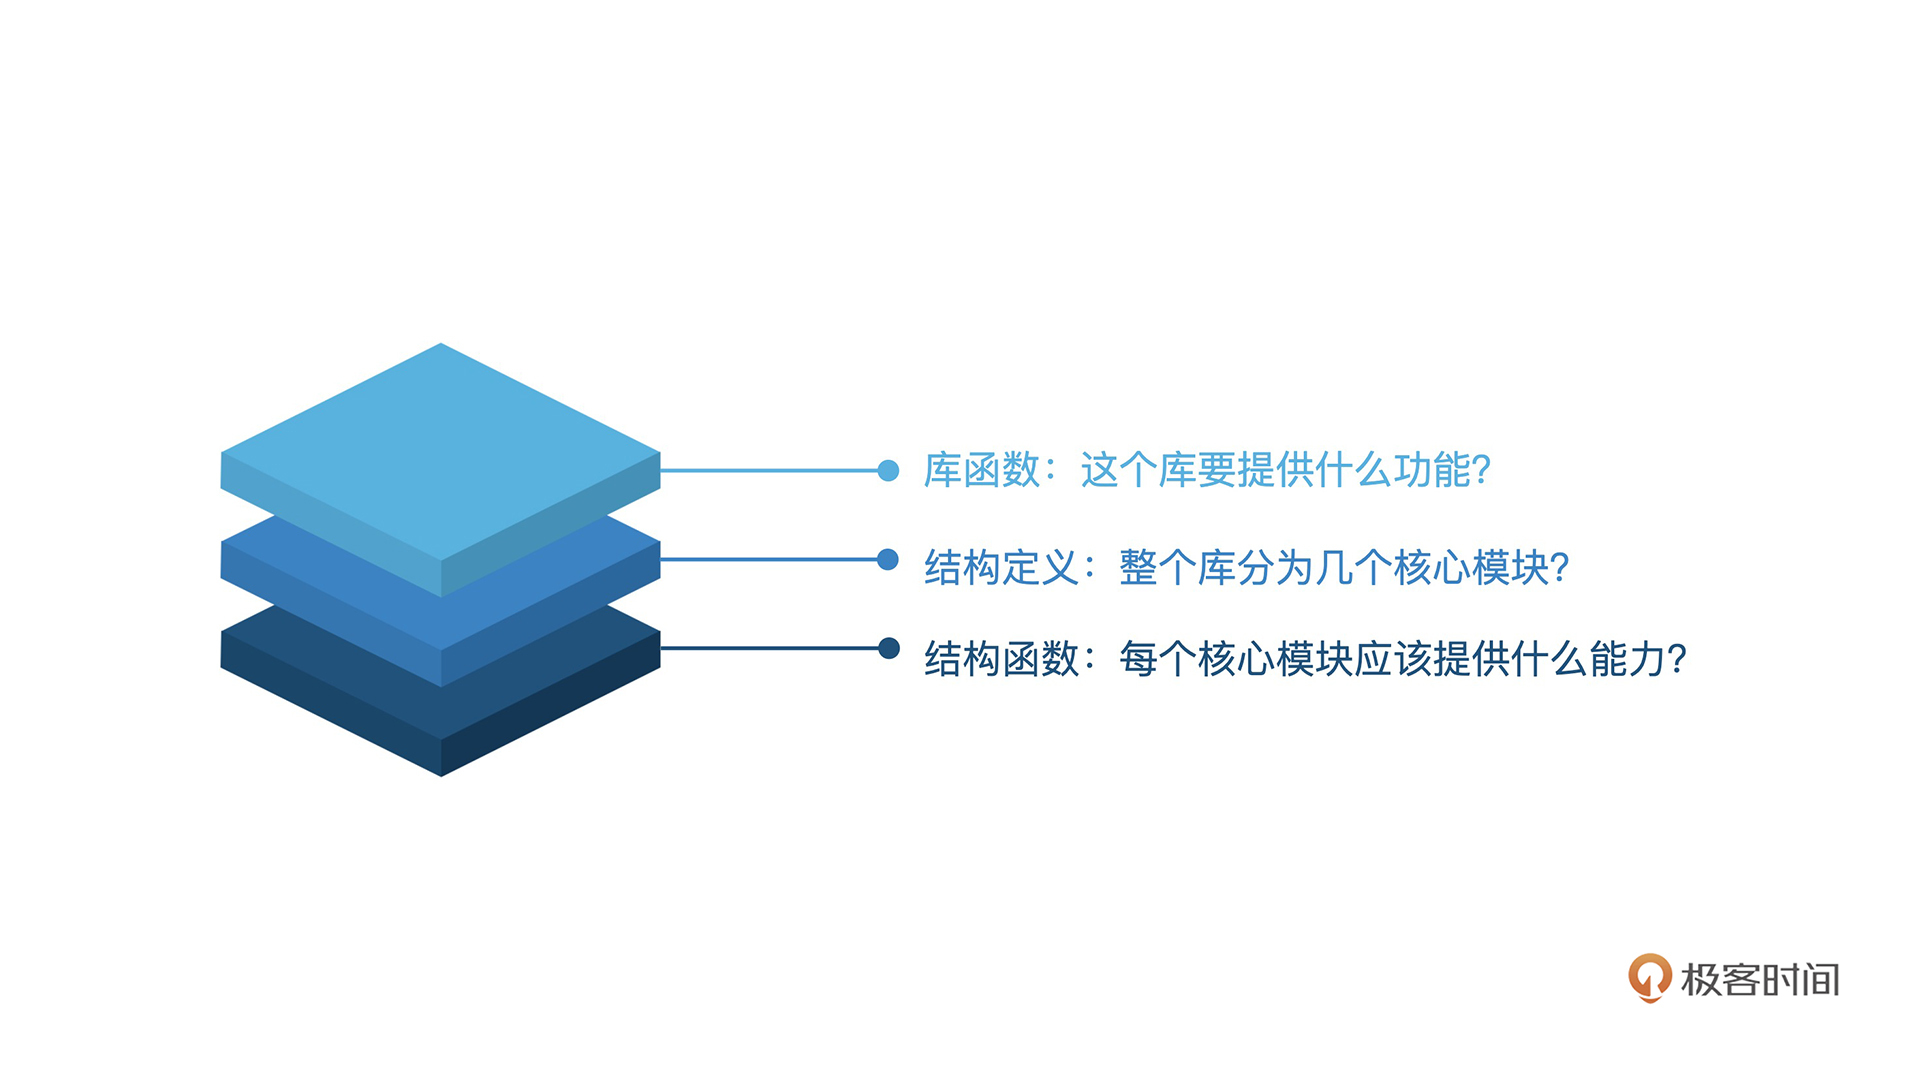 库函数：这个库要提供什么功能？
结构定义：整个库分为几个核心模块？
结构函数：每个核心模块应该提供什么能力？
极客时间